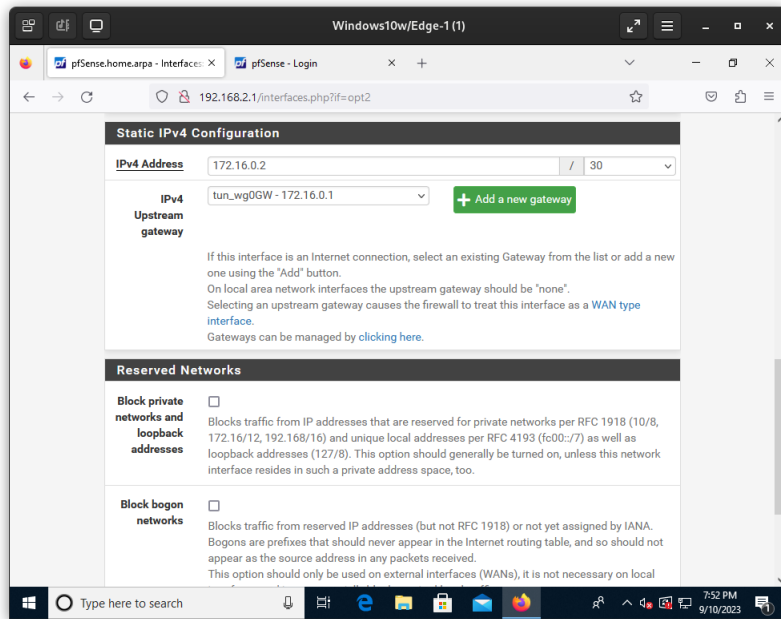 Windows10w/Edge-1 (1)
pfSense.home.arpa - Interfaces:
pfSense - Login
192.168.2.1/interfaces.php?if=opt2
Static IPv4 Configuration
IPv4 Address 172.16.0.2 / 30
IPv4 Upstream gateway
tun_wg0GW - 172.16.0.1
Add a new gateway
If this interface is an Internet connection, select an existing Gateway from the list or add a new
one using the "Add" button.
On local area network interfaces the upstream gateway should be "none".
Selecting an upstream gateway causes the firewall to treat this interface as a WAN type
interface.
Gateways can be managed by clicking here.
Reserved Networks
Block private
networks and
loopback
addresses
Blocks traffic from IP addresses that are reserved for private networks per RFC 1918 (10/8,
172.16/12, 192.168/16) and unique local addresses per RFC 4193 (fc00::/7) as well as
loopback addresses (127/8). This option should generally be turned on, unless this network
interface resides in such a private address space, too.
Block bogon
networks
Blocks traffic from reserved IP addresses (but not RFC 1918) or not yet assigned by IANA.
Bogons are prefixes that should never appear in the Internet routing table, and so should not
appear as the source address in any packets received.
This option should only be used on external interfaces (WANs), it is not necessary on local
Type here to search
7:52 PM
9/10/2023
1